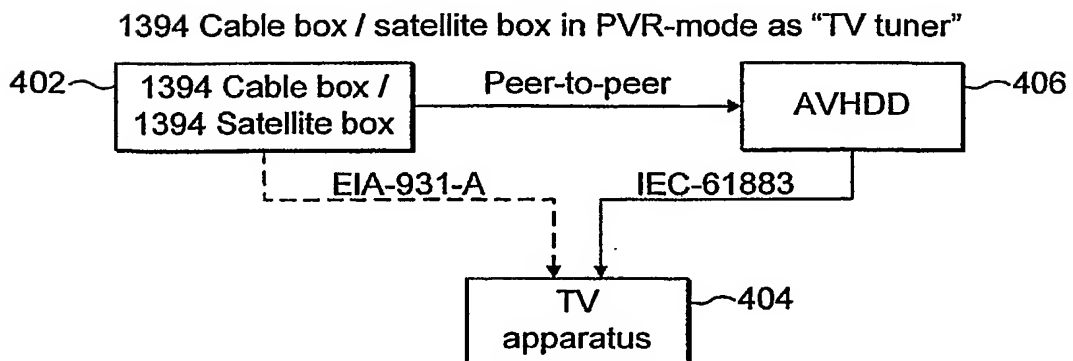 1394 Cable box / satellite box in PVR-mode as "TV tuner"
402
1394 Cable box /
1394 Satellite box
Peer-to-peer
AVHDD
406
EIA-931-A
IEC-61883
TV
apparatus
404